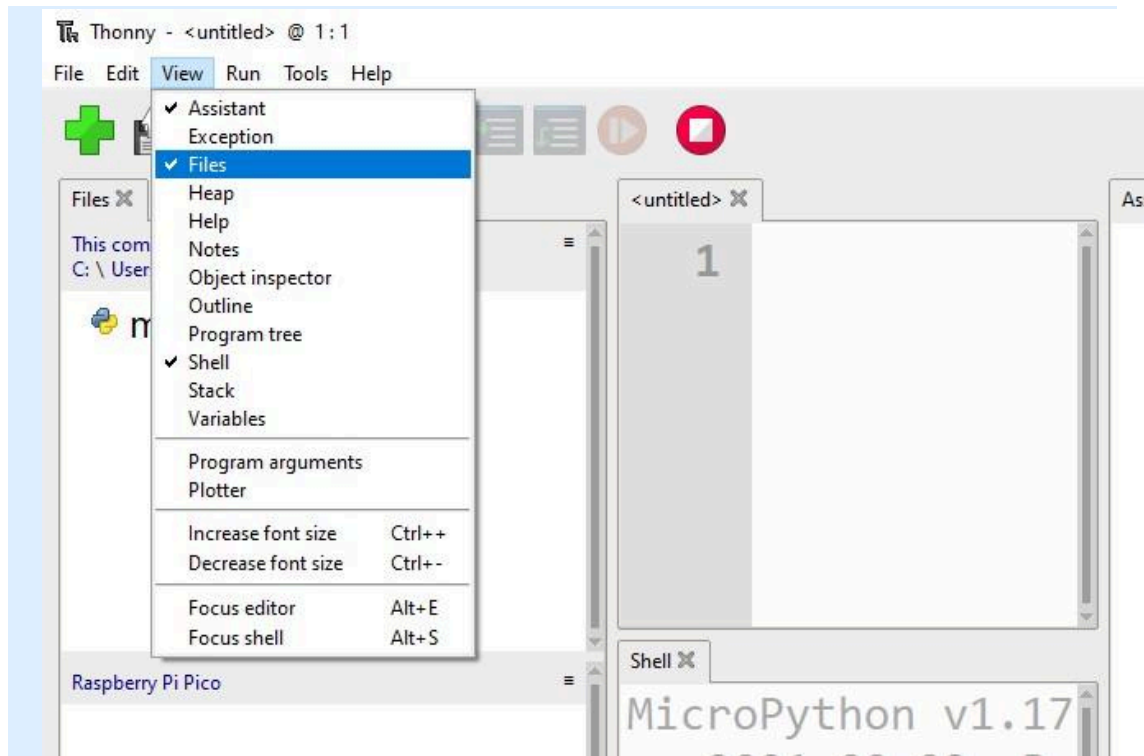 Thonny - <untitled> @ 1:1
File Edit View Run Tools Help
Assistant
Exception
Files
Heap
Help
Notes
Object inspector
Outline
Program tree
Shell
Stack
Variables
Program arguments
Plotter
Increase font size Ctrl++
Decrease font size Ctrl+-
Focus editor Alt+E
Focus shell Alt+S
Files
This com
C: \ User
m
Raspberry Pi Pico
<untitled>
1
Shell
MicroPython v1.17
As